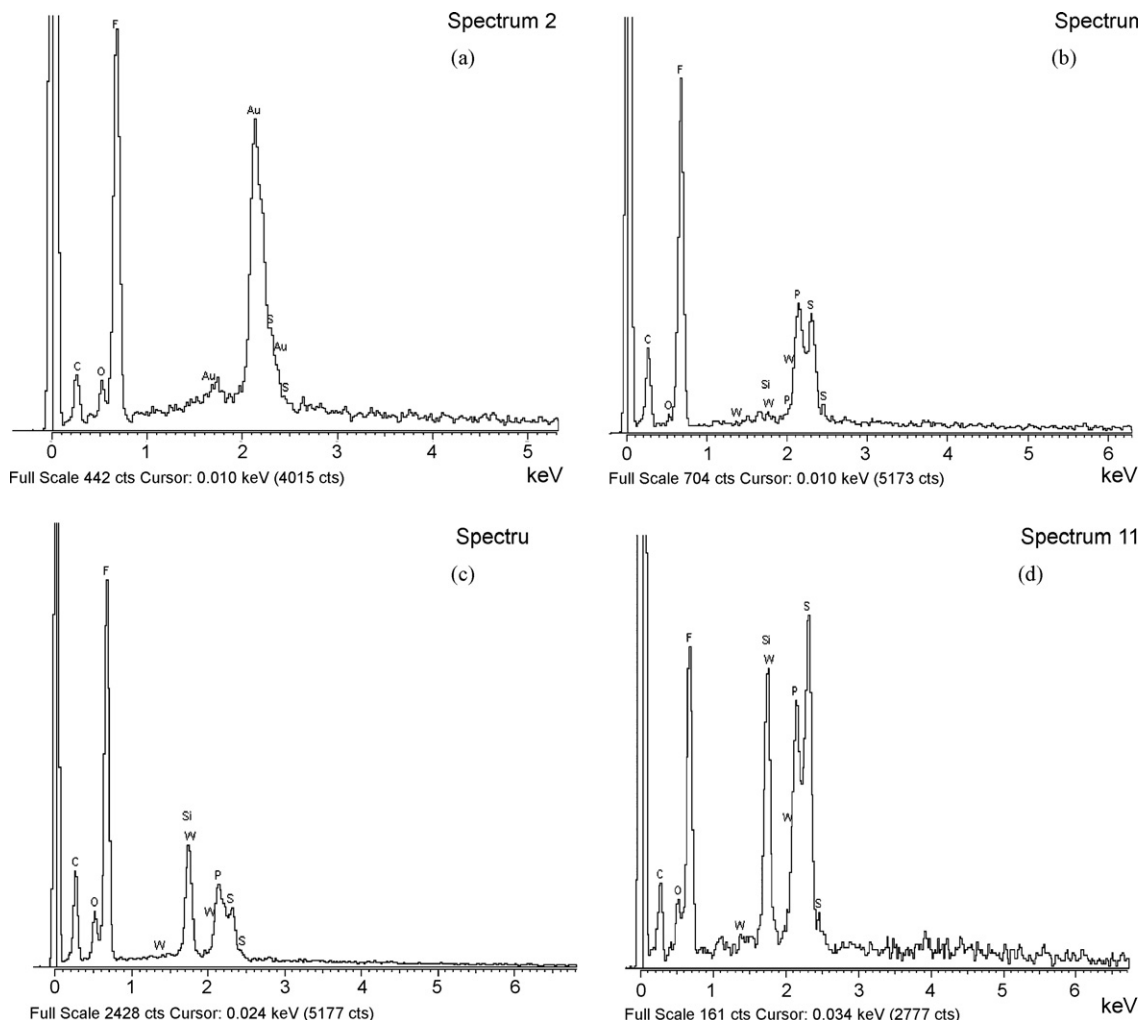 Spectrum 2
(a)
F
Au
C
O
Au
S
Au
S
0 1 2 3 4 5
keV
Full Scale 442 cts Cursor: 0.010 keV (4015 cts)
Spectrun
(b)
F
P
S
C
W
Si
O
W
W
P
S
0 1 2 3 4 5 6
keV
Full Scale 704 cts Cursor: 0.010 keV (5173 cts)
Spectru
(c)
F
Si
W
C
P
S
O
W
W
S
0 1 2 3 4 5 6
Full Scale 2428 cts Cursor: 0.024 keV (5177 cts)
Spectrum 11
(d)
S
F
Si
W
P
W
C
O
S
W
0 1 2 3 4 5 6
keV
Full Scale 161 cts Cursor: 0.034 keV (2777 cts)